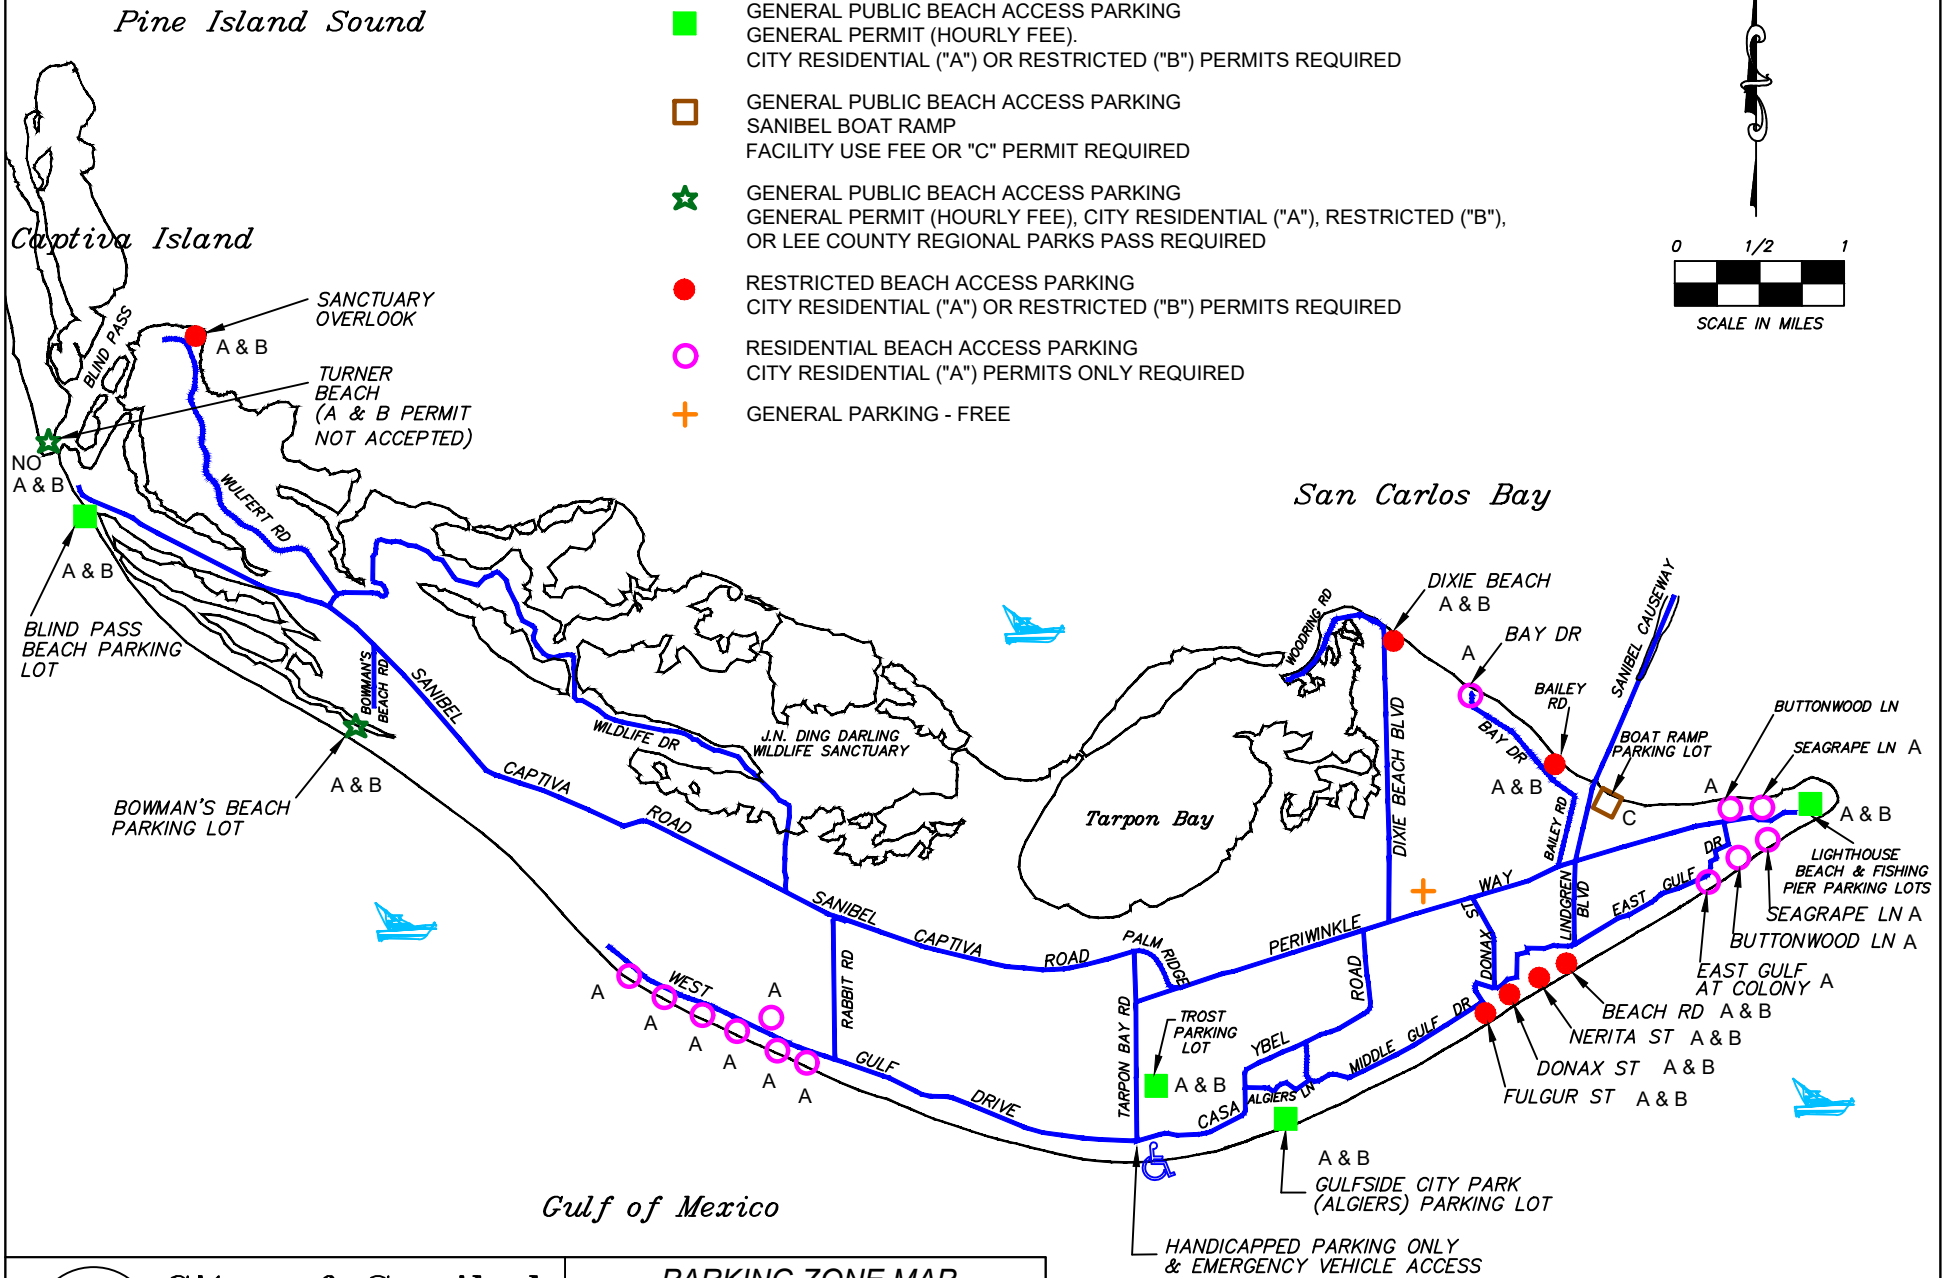 Pine Island Sound
GENERAL PUBLIC BEACH ACCESS PARKING
GENERAL PERMIT (HOURLY FEE).
CITY RESIDENTIAL ("A") OR RESTRICTED ("B") PERMITS REQUIRED
GENERAL PUBLIC BEACH ACCESS PARKING
SANIBEL BOAT RAMP
FACILITY USE FEE OR "C" PERMIT REQUIRED
GENERAL PUBLIC BEACH ACCESS PARKING
GENERAL PERMIT (HOURLY FEE), CITY RESIDENTIAL ("A"), RESTRICTED ("B"),
OR LEE COUNTY REGIONAL PARKS PASS REQUIRED
RESTRICTED BEACH ACCESS PARKING
CITY RESIDENTIAL ("A") OR RESTRICTED ("B") PERMITS REQUIRED
RESIDENTIAL BEACH ACCESS PARKING
CITY RESIDENTIAL ("A") PERMITS ONLY REQUIRED
GENERAL PARKING - FREE
0 1/2 1
SCALE IN MILES
Captiva Island
SANCTUARY
OVERLOOK
A & B
BLIND PASS
TURNER
BEACH
(A & B PERMIT
NOT ACCEPTED)
NO
A & B
WULFERT RD
A & B
BLIND PASS
BEACH PARKING
LOT
BOWMAN'S
BEACH RD
SANIBEL
CAPTIVA
ROAD
A & B
BOWMAN'S BEACH
PARKING LOT
WILDLIFE DR
J.N. DING DARLING
WILDLIFE SANCTUARY
San Carlos Bay
WOODRING RD
DIXIE BEACH
A & B
BAY DR
A
BAILEY
RD
SANIBEL CAUSEWAY
BUTTONWOOD LN
BOAT RAMP
PARKING LOT
SEAGRAPE LN A
BAY DR
A & B
A
C
A & B
DIXIE BEACH BLVD
BAILEY RD
Tarpon Bay
LIGHTHOUSE
BEACH & FISHING
PIER PARKING LOTS
DR
GULF
EAST
WAY
LINDGREN
BLVD
SEAGRAPE LN A
BUTTONWOOD LN A
EAST GULF
AT COLONY A
SANIBEL
CAPTIVA
ROAD
PALM
RIDGE
PERIWINKLE
ROAD
ST
DONAX
RABBIT RD
WEST
GULF
DRIVE
A
A
A
A
A
A
A
TARPON BAY RD
TROST
PARKING
LOT
A & B
YBEL
CASA
ALGIERS LN
MIDDLE GULF DR
BEACH RD A & B
NERITA ST A & B
DONAX ST A & B
FULGUR ST A & B
A & B
GULFSIDE CITY PARK
(ALGIERS) PARKING LOT
Gulf of Mexico
HANDICAPPED PARKING ONLY
& EMERGENCY VEHICLE ACCESS
City of Sanibel
PARKING ZONE MAP